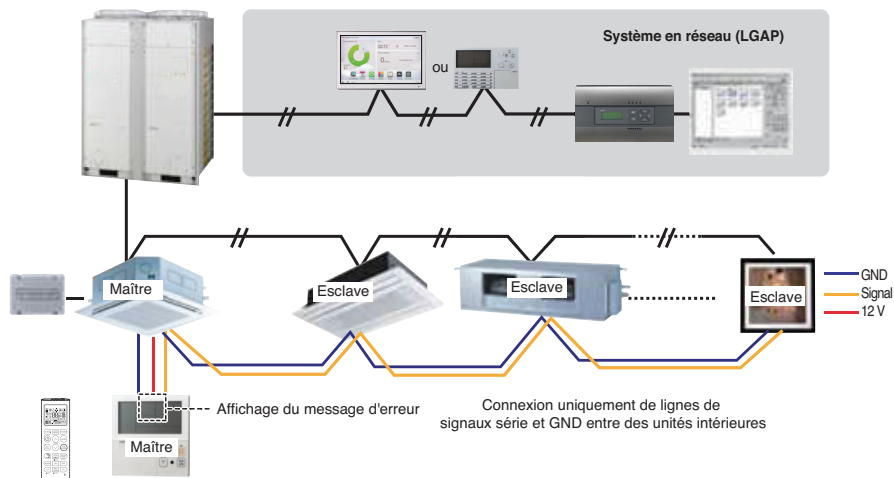 Système en réseau (LGAP)
ou
Maître
Esclave
Esclave
Esclave
GND
Signal
12 V
Affichage du message d'erreur
Maître
Connexion uniquement de lignes de
signaux série et GND entre des unités intérieures